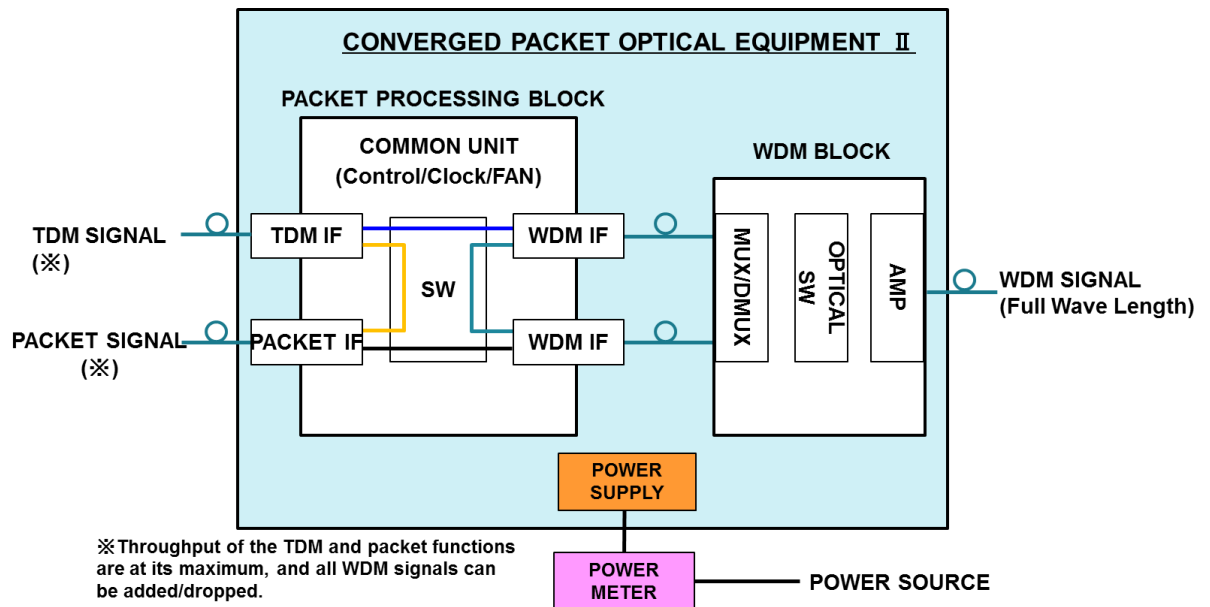 CONVERGED PACKET OPTICAL EQUIPMENT Ⅱ
PACKET PROCESSING BLOCK
COMMON UNIT
(Control/Clock/FAN)
WDM BLOCK
TDM SIGNAL
(※)
TDM IF
WDM IF
SW
PACKET SIGNAL
(※)
PACKET IF
WDM IF
MUX/DMUX
OPTICAL
SW
AMP
WDM SIGNAL
(Full Wave Length)
POWER
SUPPLY
※Throughput of the TDM and packet functions
are at its maximum, and all WDM signals can
be added/dropped.
POWER
METER
POWER SOURCE